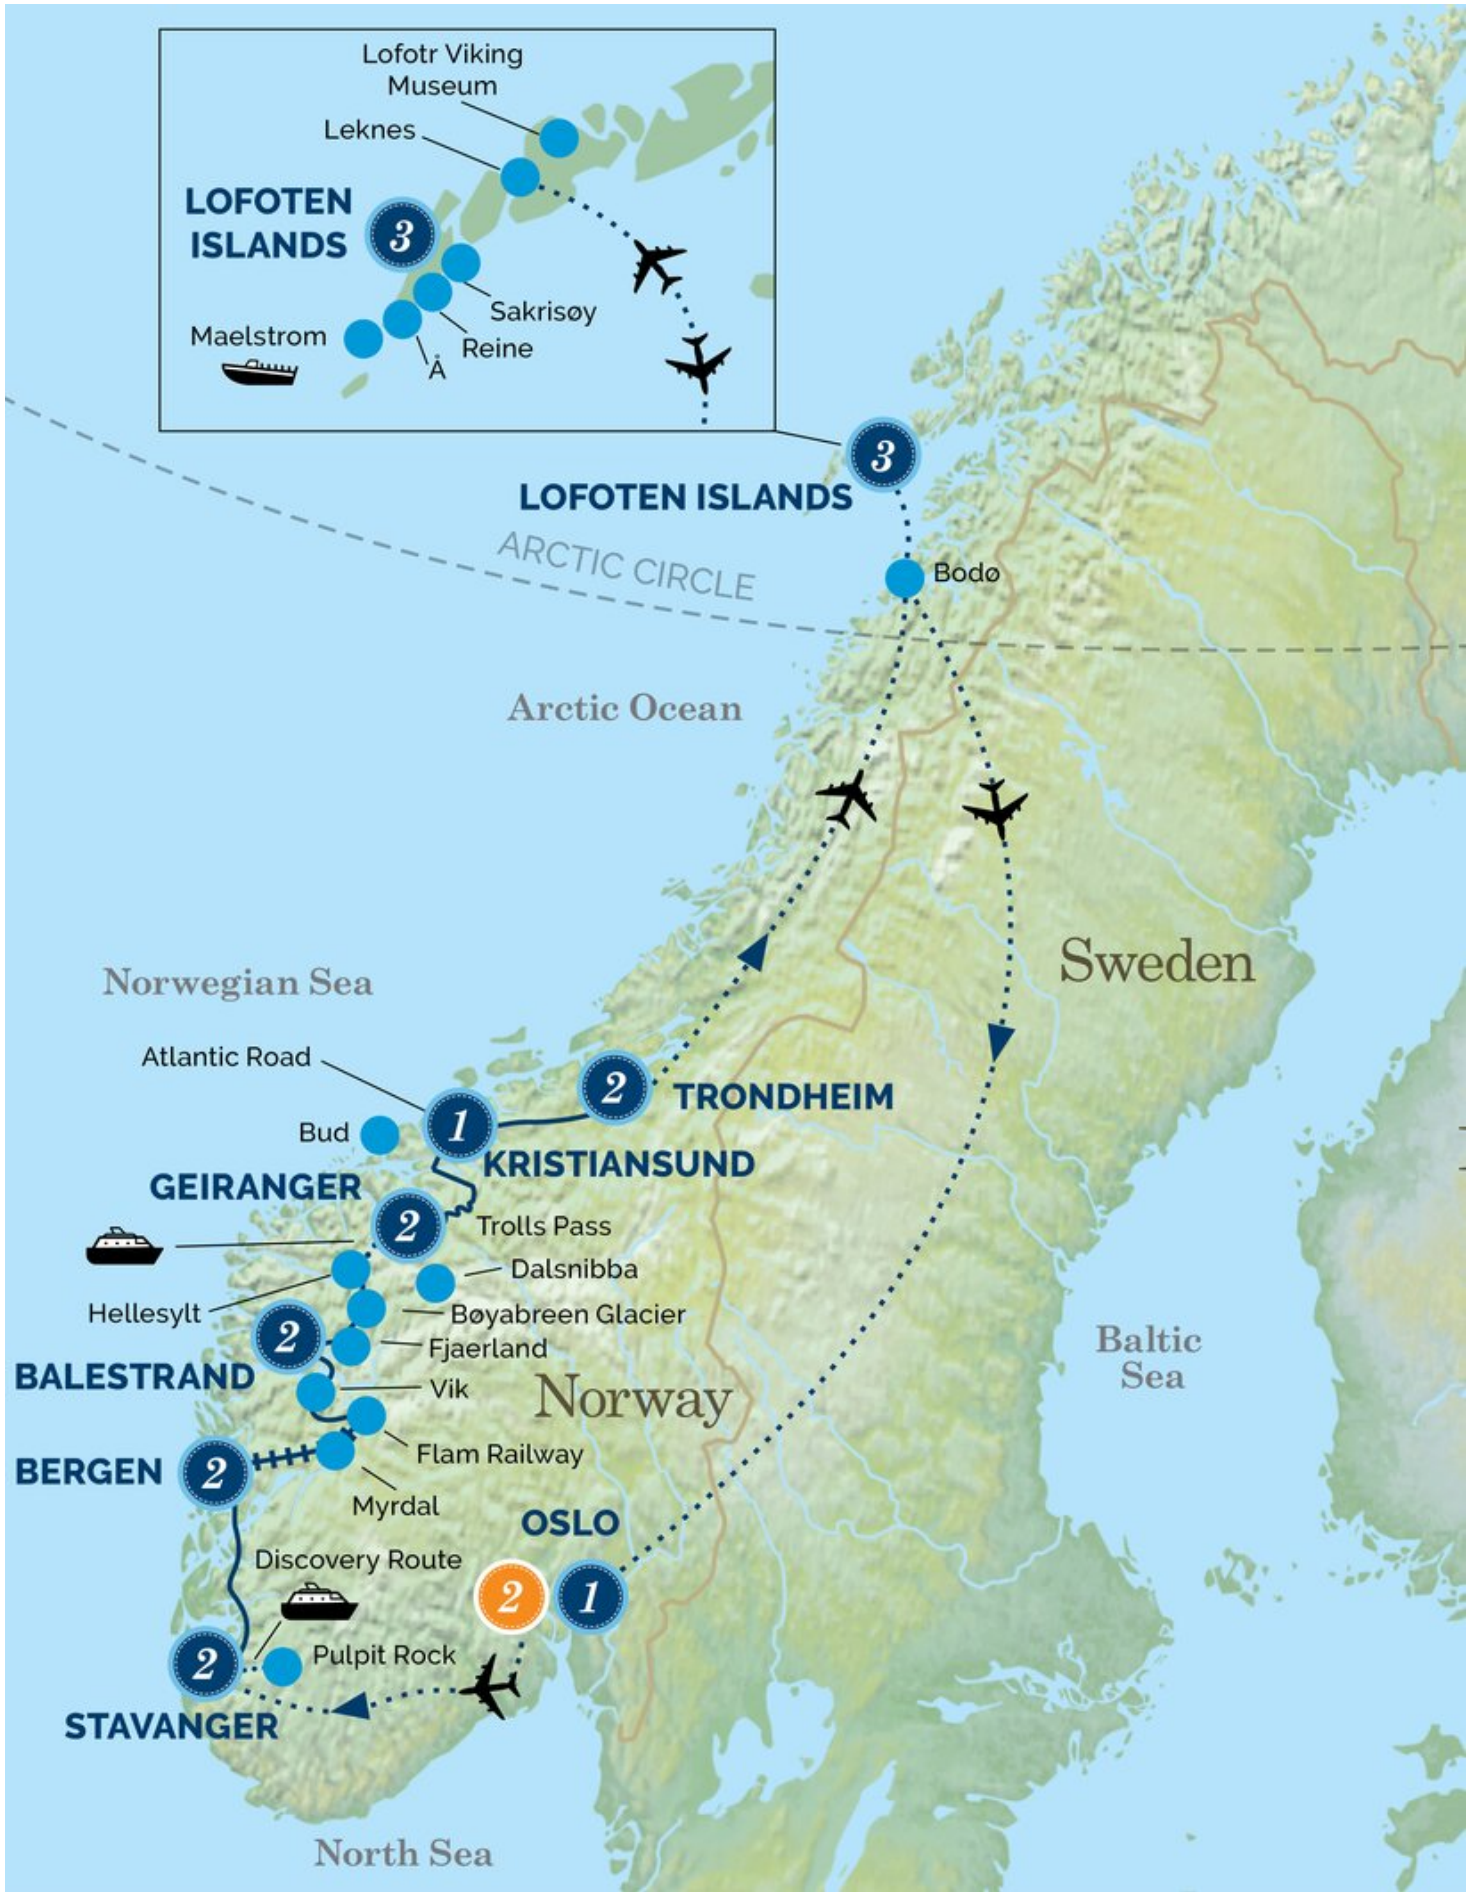 Lofotr Viking
Museum
Leknes
LOFOTEN
ISLANDS
3
Sakrisøy
Maelstrom
Reine
Å
3
LOFOTEN ISLANDS
ARCTIC CIRCLE
Bodø
Arctic Ocean
Sweden
Norwegian Sea
Atlantic Road
2
TRONDHEIM
Bud
1
KRISTIANSUND
GEIRANGER
2
Trolls Pass
Dalsnibba
Hellesylt
Bøyabreen Glacier
2
Fjaerland
Baltic
Sea
BALESTRAND
Vik
Norway
Flam Railway
BERGEN
2
Myrdal
OSLO
Discovery Route
2
1
2
Pulpit Rock
STAVANGER
North Sea